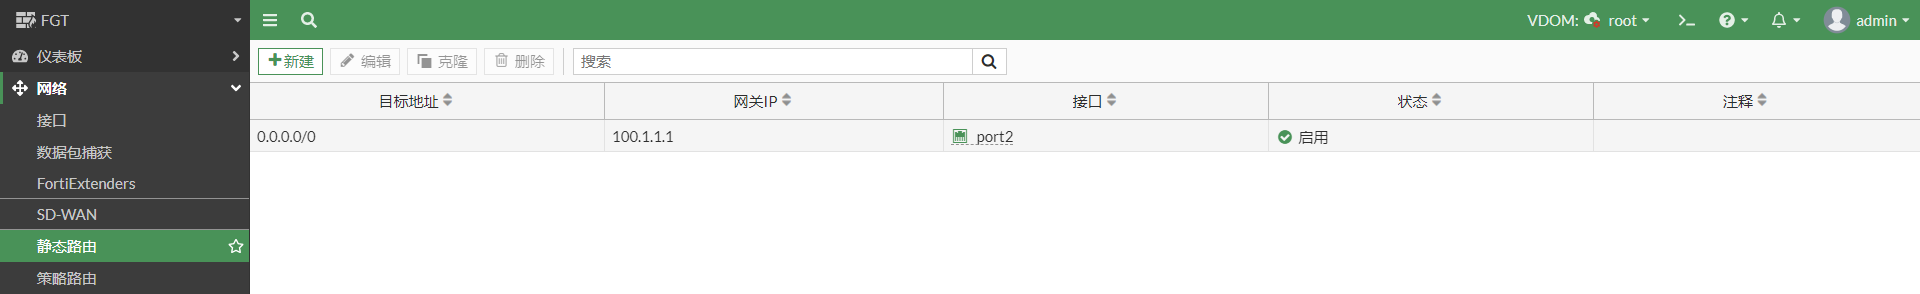 FGT
VDOM: root
admin
仪表板
网络
接口
数据包捕获
FortiExtenders
SD-WAN
静态路由
策略路由
新建 编辑 克隆 删除 搜索
目标地址 网关IP 接口 状态 注释
0.0.0.0/0 100.1.1.1 port2 启用